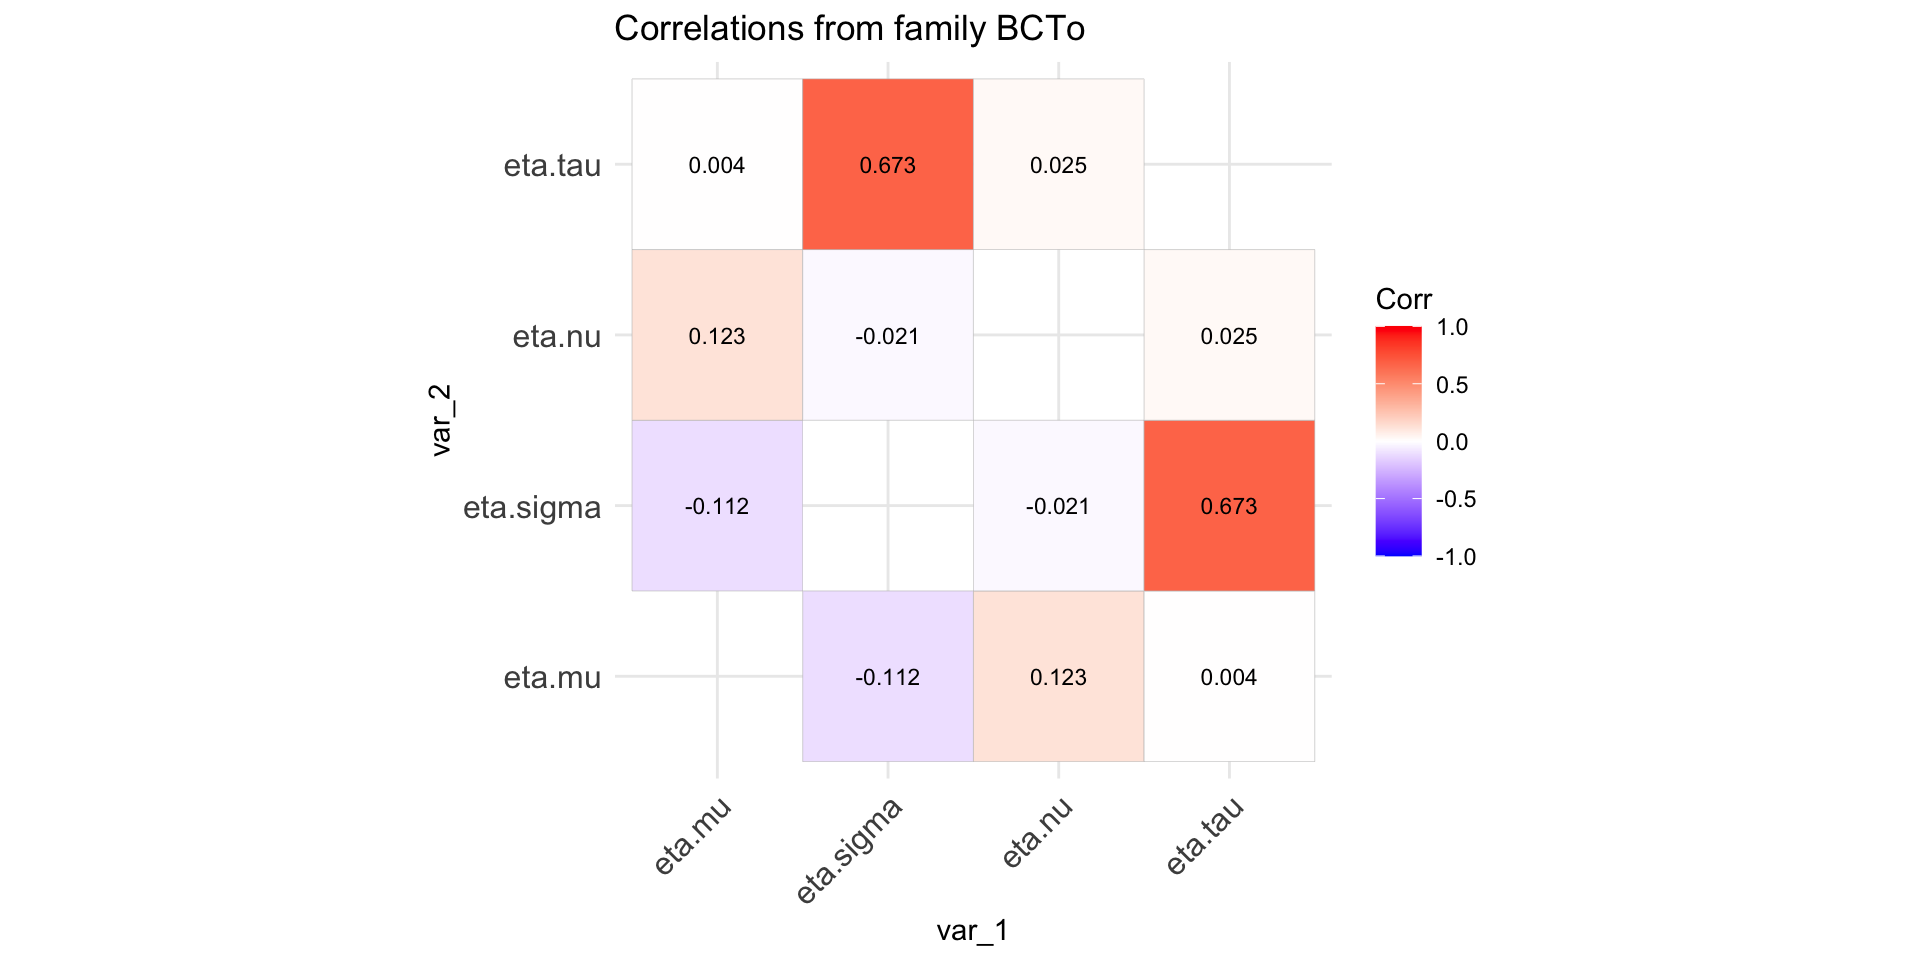 Correlations from family BCTo
eta.tau
0.004
0.673
0.025
eta.nu
0.123
-0.021
0.025
eta.sigma
-0.112
-0.021
0.673
eta.mu
-0.112
0.123
0.004
var_2
eta.mu
eta.sigma
eta.nu
eta.tau
var_1
Corr
1.0
0.5
0.0
-0.5
-1.0